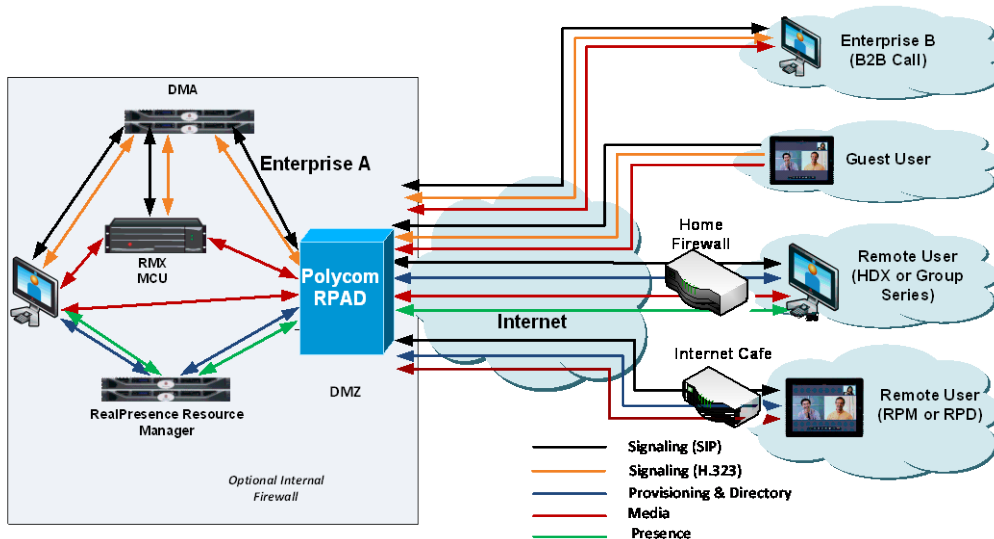 Enterprise B
(B2B Call)
DMA
Enterprise A
Guest User
Home
Firewall
RMX
MCU
Polycom
RPAD
Remote User
(HDX or Group
Series)
Internet
Internet Cafe
DMZ
RealPresence Resource
Manager
Remote User
(RPM or RPD)
Optional Internal
Firewall
Signaling (SIP)
Signaling (H.323)
Provisioning & Directory
Media
Presence